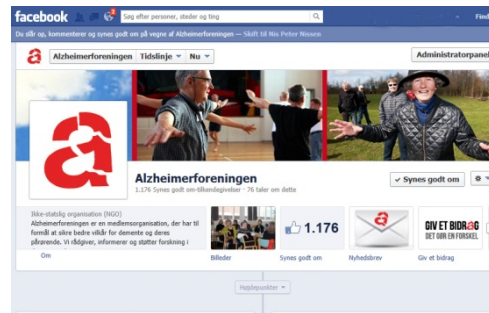 facebook
2
Søg efter personer, steder og ting
Find
Du slår op, kommenterer og synes godt om på vegne af Alzheimerforeningen — Skift til Nis Peter Nissen
a Alzheimerforeningen Tidslinje Nu
Administratorpanel
a
Alzheimerforeningen
1.176 Synes godt om-tilkendegivelser · 76 taler om dette
Synes godt om
Ikke-statslig organisation (NGO)
Alzheimerforeningen er en medlemsorganisation, der har til
formål at sikre bedre vilkår for demente og deres
pårørende. Vi rådgiver, informerer og støtter forskning i
Om
Billeder
1.176
Synes godt om
a
Nyhedsbrev
GIV ET BIDRAG
DET GØR EN FORSKEL
Giv et bidrag
Højdepunkter